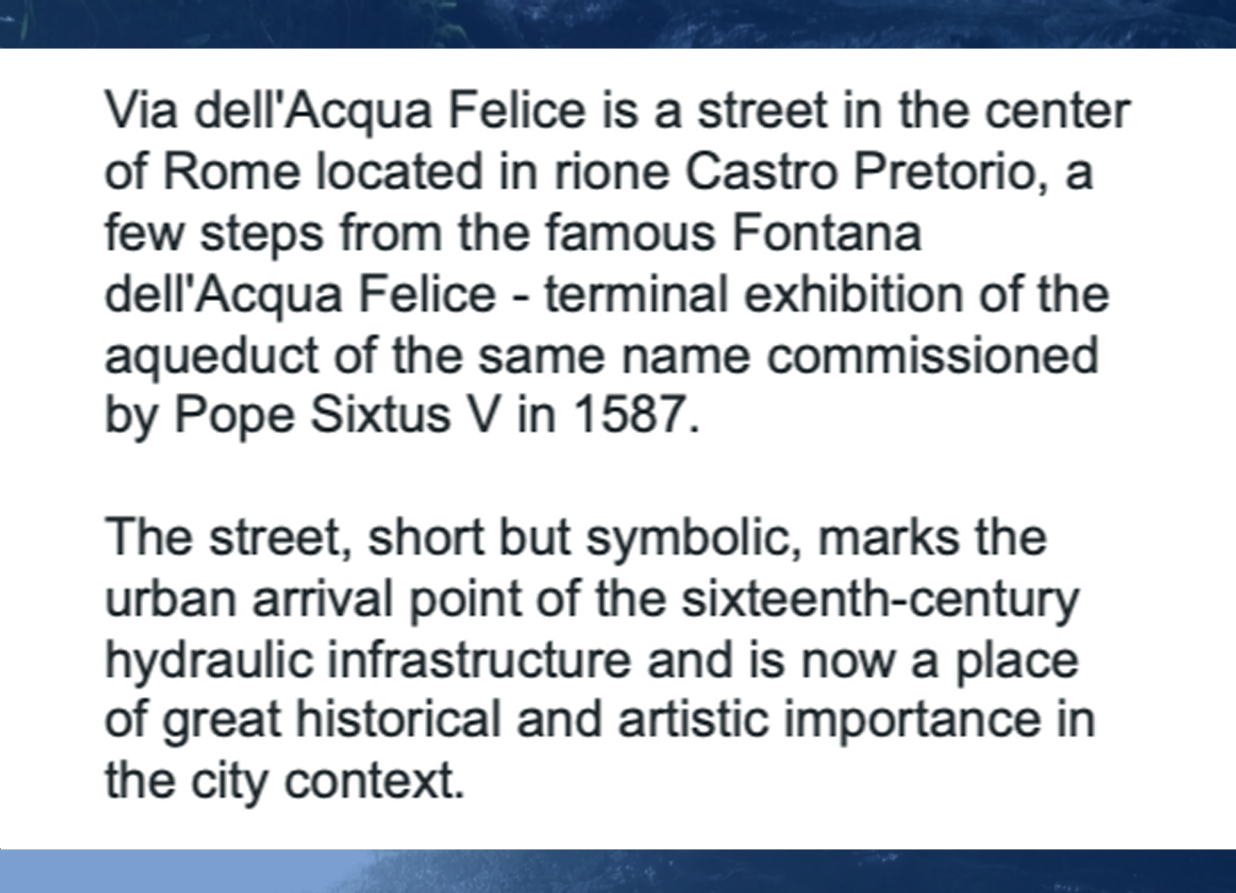 Via dell'Acqua Felice is a street in the center
of Rome located in rione Castro Pretorio, a
few steps from the famous Fontana
dell'Acqua Felice - terminal exhibition of the
aqueduct of the same name commissioned
by Pope Sixtus V in 1587.
The street, short but symbolic, marks the
urban arrival point of the sixteenth-century
hydraulic infrastructure and is now a place
of great historical and artistic importance in
the city context.